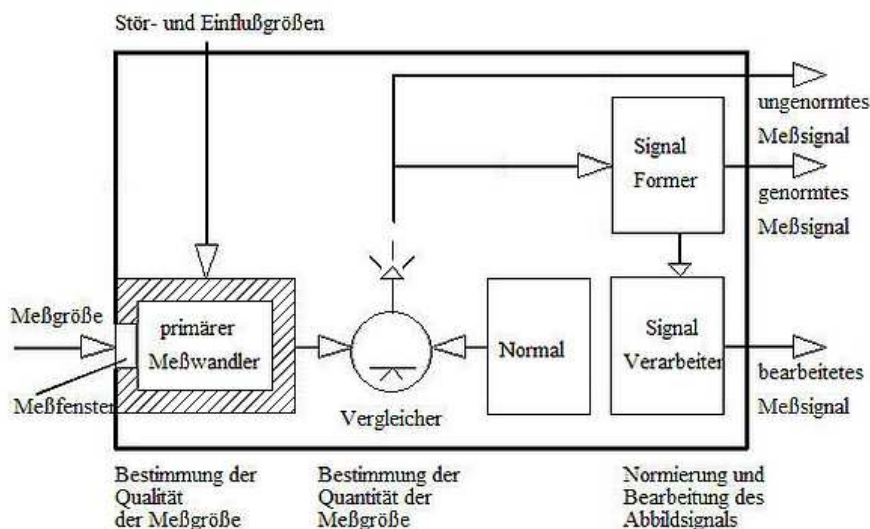 Stör- und Einflußgrößen
ungenormtes
Meßsignal
Signal
Former
genormtes
Meßsignal
Meßgröße
primärer
Meßwandler
Normal
Signal
Verarbeiter
Meßfenster
Vergleicher
bearbeitetes
Meßsignal
Bestimmung der
Qualität
der Meßgröße
Bestimmung der
Quantität der
Meßgröße
Normierung und
Bearbeitung des
Abbildsignals